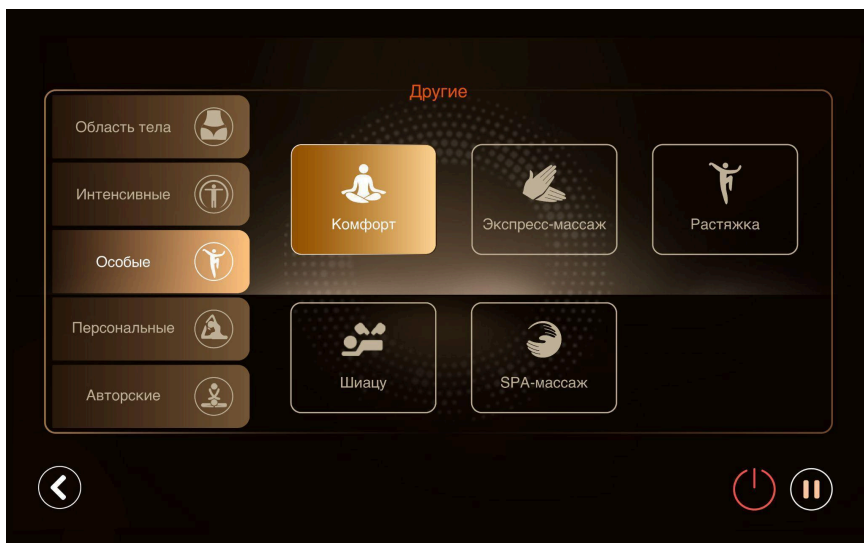 Другие
Область тела
Интенсивные
Особые
Персональные
Авторские
Комфорт
Экспресс-массаж
Растяжка
Шиацу
SPA-массаж